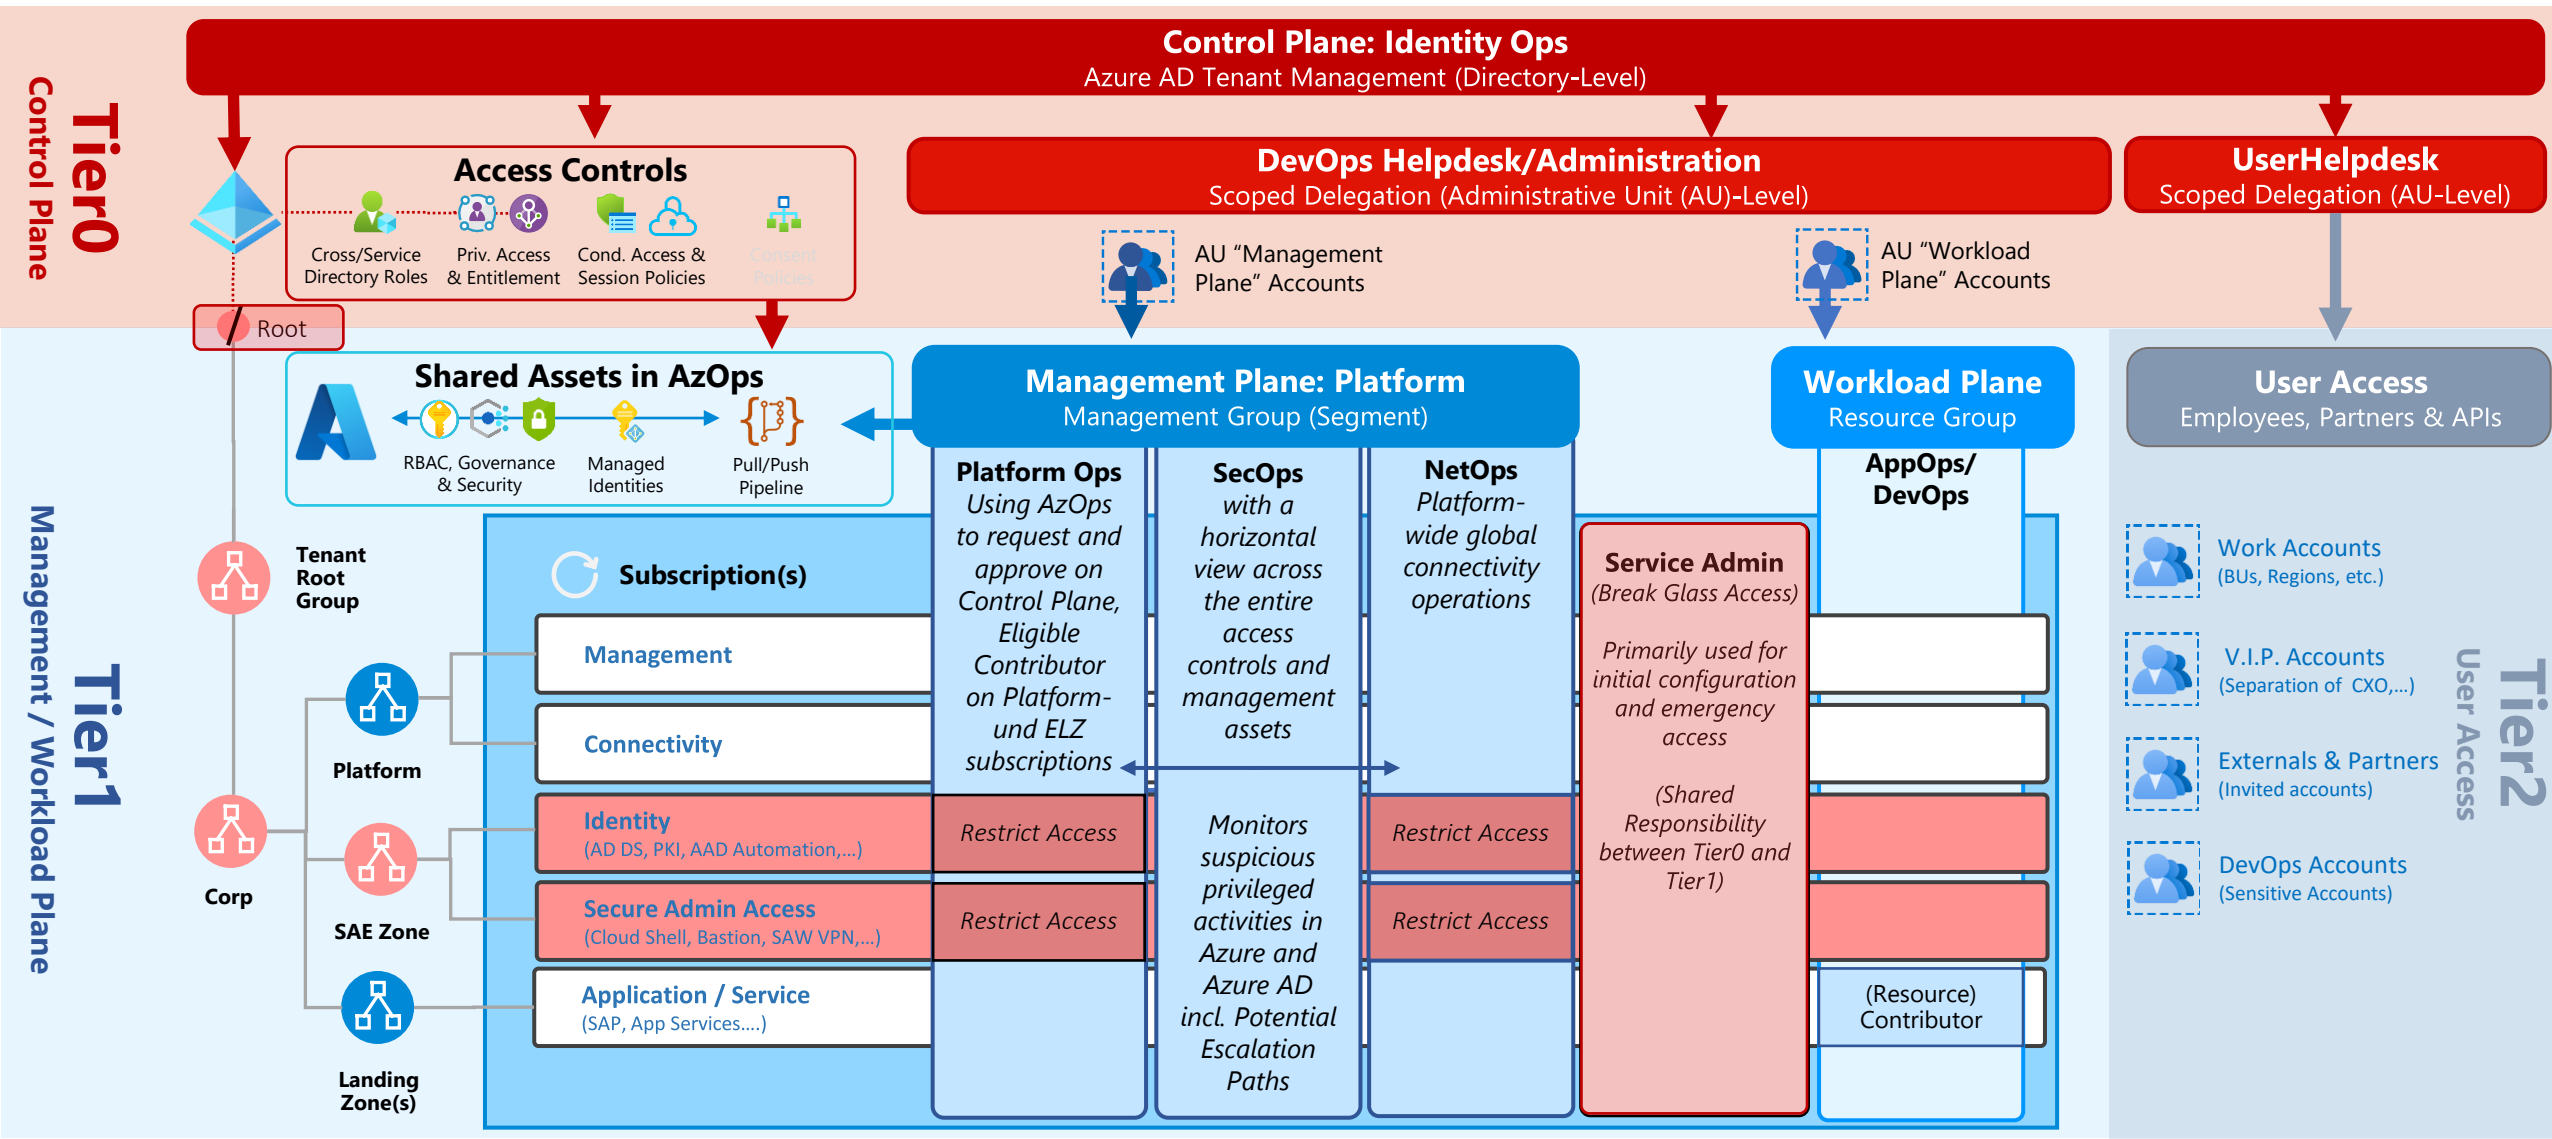 Control Plane: Identity Ops
Azure AD Tenant Management (Directory-Level)
Tier0
Control Plane
Access Controls
Cross/Service
Directory Roles
Priv. Access
& Entitlement
Cond. Access &
Session Policies
Consent
Policies
DevOps Helpdesk/Administration
Scoped Delegation (Administrative Unit (AU)-Level)
UserHelpdesk
Scoped Delegation (AU-Level)
AU “Management
Plane” Accounts
AU “Workload
Plane” Accounts
Root
Shared Assets in AzOps
RBAC, Governance
& Security
Managed
Identities
Pull/Push
Pipeline
Management Plane: Platform
Management Group (Segment)
Workload Plane
Resource Group
User Access
Employees, Partners & APIs
Tier1
Management / Workload Plane
Tenant
Root
Group
Platform
Corp
SAE Zone
Landing
Zone(s)
Subscription(s)
Management
Connectivity
Identity
(AD DS, PKI, AAD Automation,...)
Secure Admin Access
(Cloud Shell, Bastion, SAW VPN,...)
Application / Service
(SAP, App Services....)
Platform Ops
Using AzOps
to request and
approve on
Control Plane,
Eligible
Contributor
on Platform-
und ELZ
subscriptions
Restrict Access
Restrict Access
SecOps
with a
horizontal
view across
the entire
access
controls and
management
assets
Monitors
suspicious
privileged
activities in
Azure and
Azure AD
incl. Potential
Escalation
Paths
NetOps
Platform-
wide global
connectivity
operations
Restrict Access
Restrict Access
Service Admin
(Break Glass Access)
Primarily used for
initial configuration
and emergency
access
(Shared
Responsibility
between Tier0 and
Tier1)
AppOps/
DevOps
(Resource)
Contributor
Work Accounts
(BUs, Regions, etc.)
V.I.P. Accounts
(Separation of CXO,...)
Externals & Partners
(Invited accounts)
DevOps Accounts
(Sensitive Accounts)
Tier2
User Access